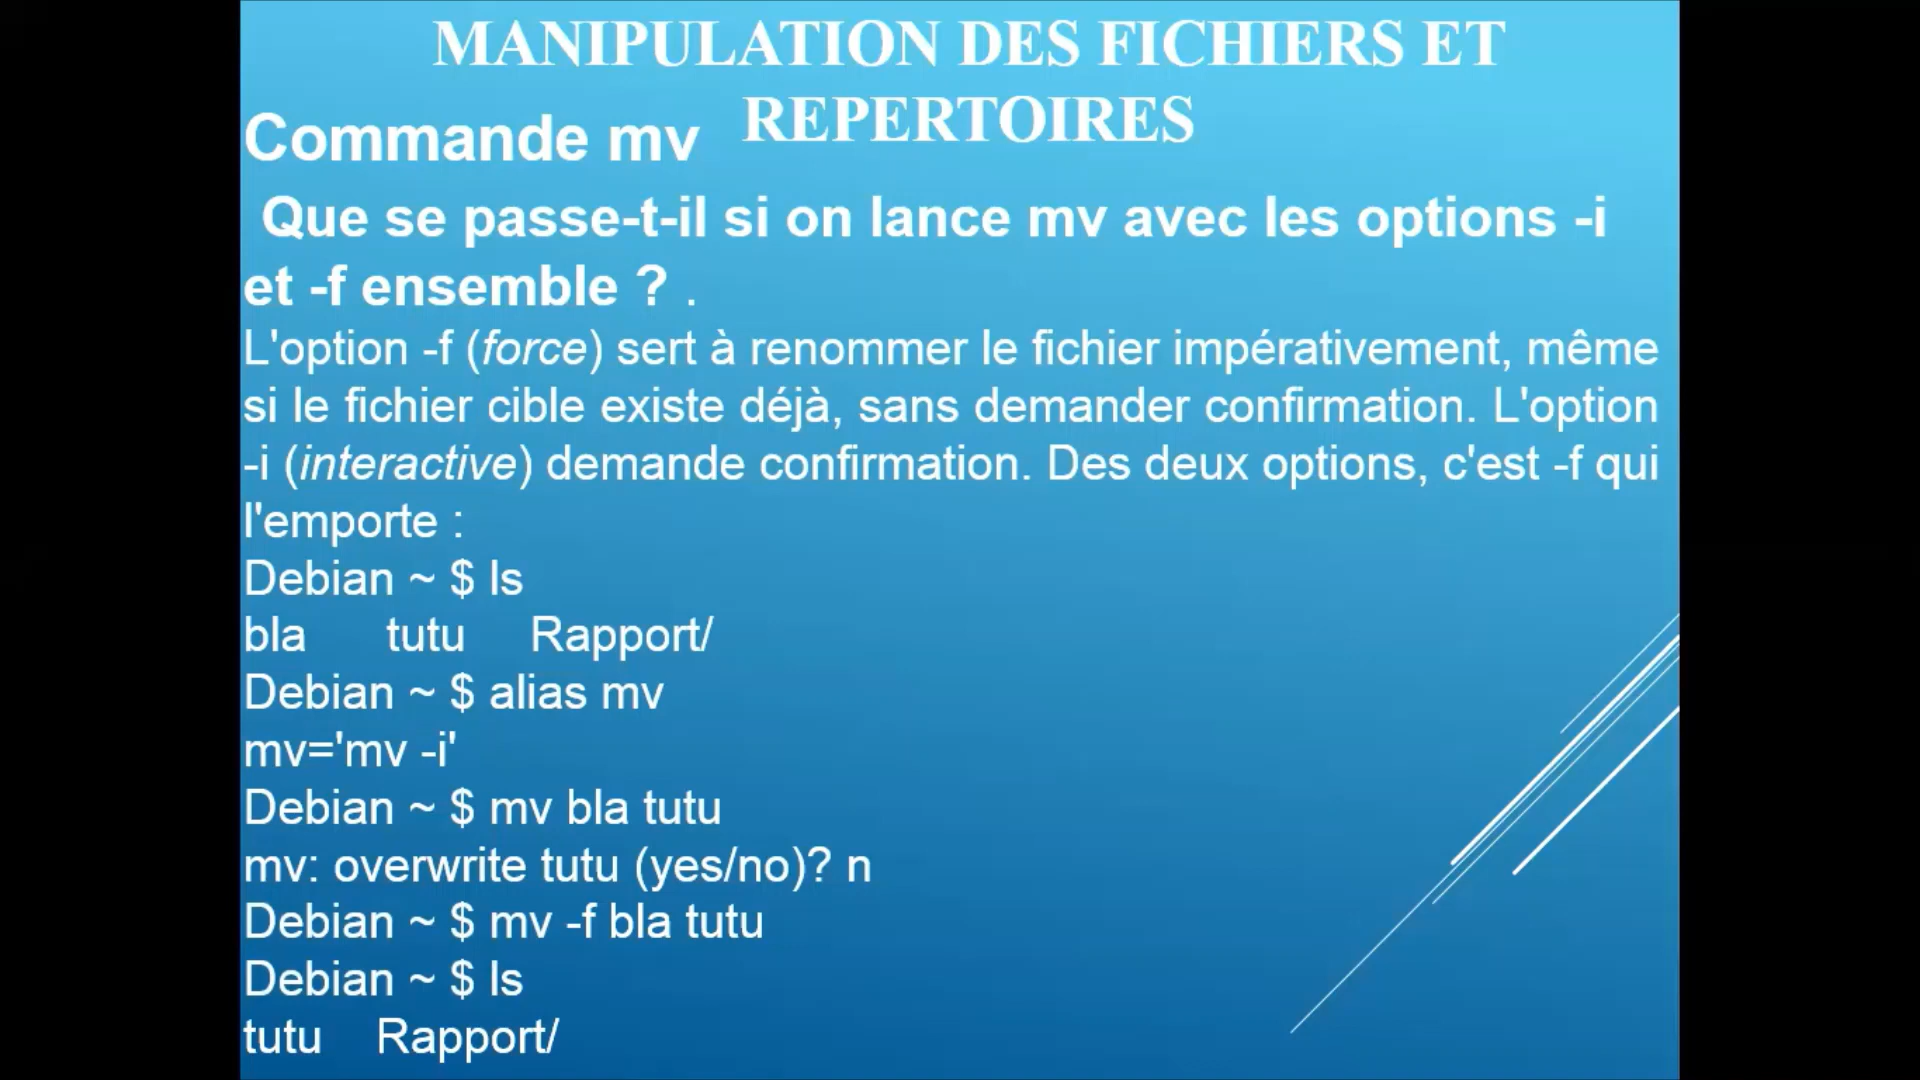 MANIPULATION DES FICHIERS ET
REPERTOIRES
Commande mv
Que se passe-t-il si on lance mv avec les options -i
et -f ensemble ? .
L'option -f (force) sert à renommer le fichier impérativement, même
si le fichier cible existe déjà, sans demander confirmation. L'option
-i (interactive) demande confirmation. Des deux options, c'est -f qui
l'emporte :
Debian ~ $ ls
bla tutu Rapport/
Debian ~ $ alias mv
mv='mv -i'
Debian ~ $ mv bla tutu
mv: overwrite tutu (yes/no)? n
Debian ~ $ mv -f bla tutu
Debian ~ $ ls
tutu Rapport/